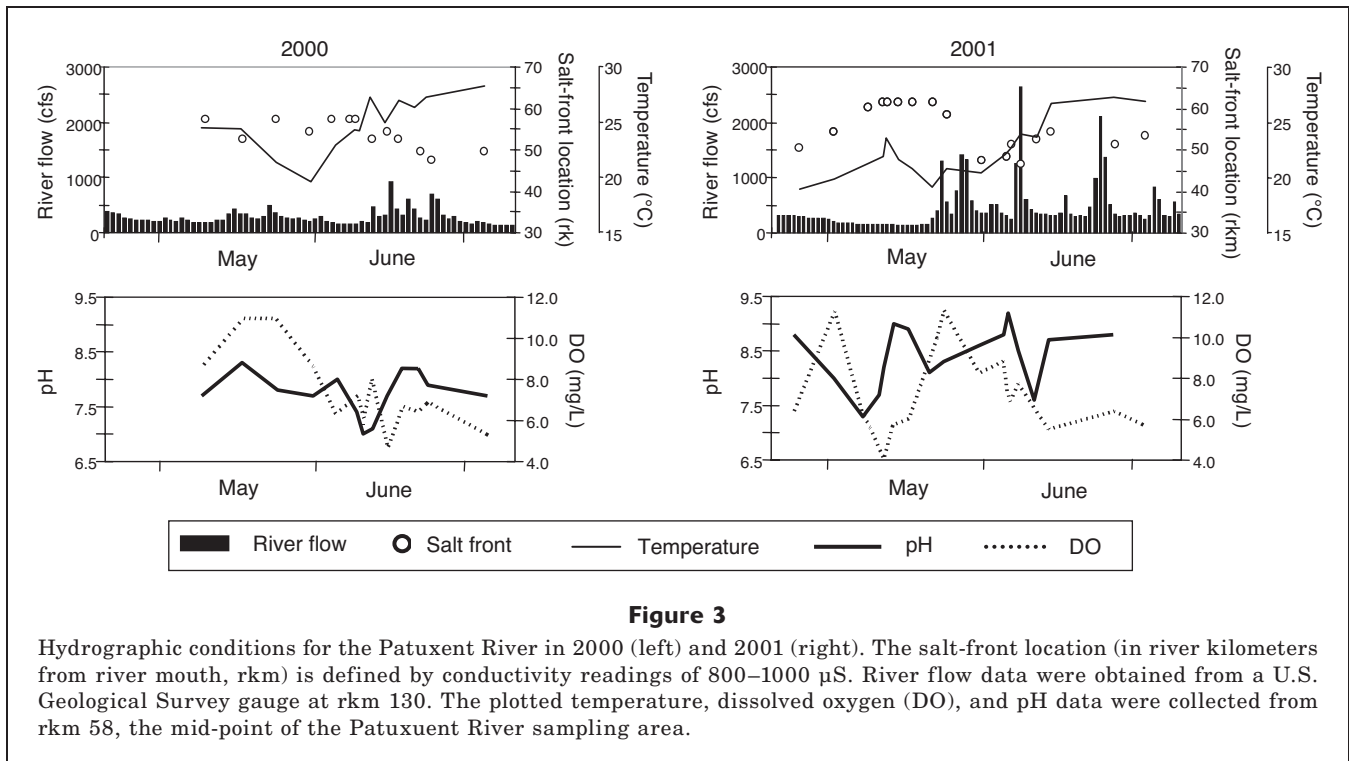 2000
3000
2000
1000
0
River flow (cfs)
70
60
50
40
30
Salt-front location (rk)
30
25
20
15
Temperature (°C)
May
June
2001
3000
2000
1000
0
River flow (cfs)
70
60
50
40
30
Salt-front location (rkm)
30
25
20
15
Temperature (°C)
May
June
9.5
8.5
7.5
6.5
pH
12.0
10.0
8.0
6.0
4.0
DO (mg/L)
May
June
9.5
8.5
7.5
6.5
pH
12.0
10.0
8.0
6.0
4.0
DO (mg/L)
May
June
River flow
Salt front
Temperature
pH
DO
Figure 3
Hydrographic conditions for the Patuxent River in 2000 (left) and 2001 (right). The salt-front location (in river kilometers
from river mouth, rkm) is defined by conductivity readings of 800–1000 µS. River flow data were obtained from a U.S.
Geological Survey gauge at rkm 130. The plotted temperature, dissolved oxygen (DO), and pH data were collected from
rkm 58, the mid-point of the Patuxuent River sampling area.